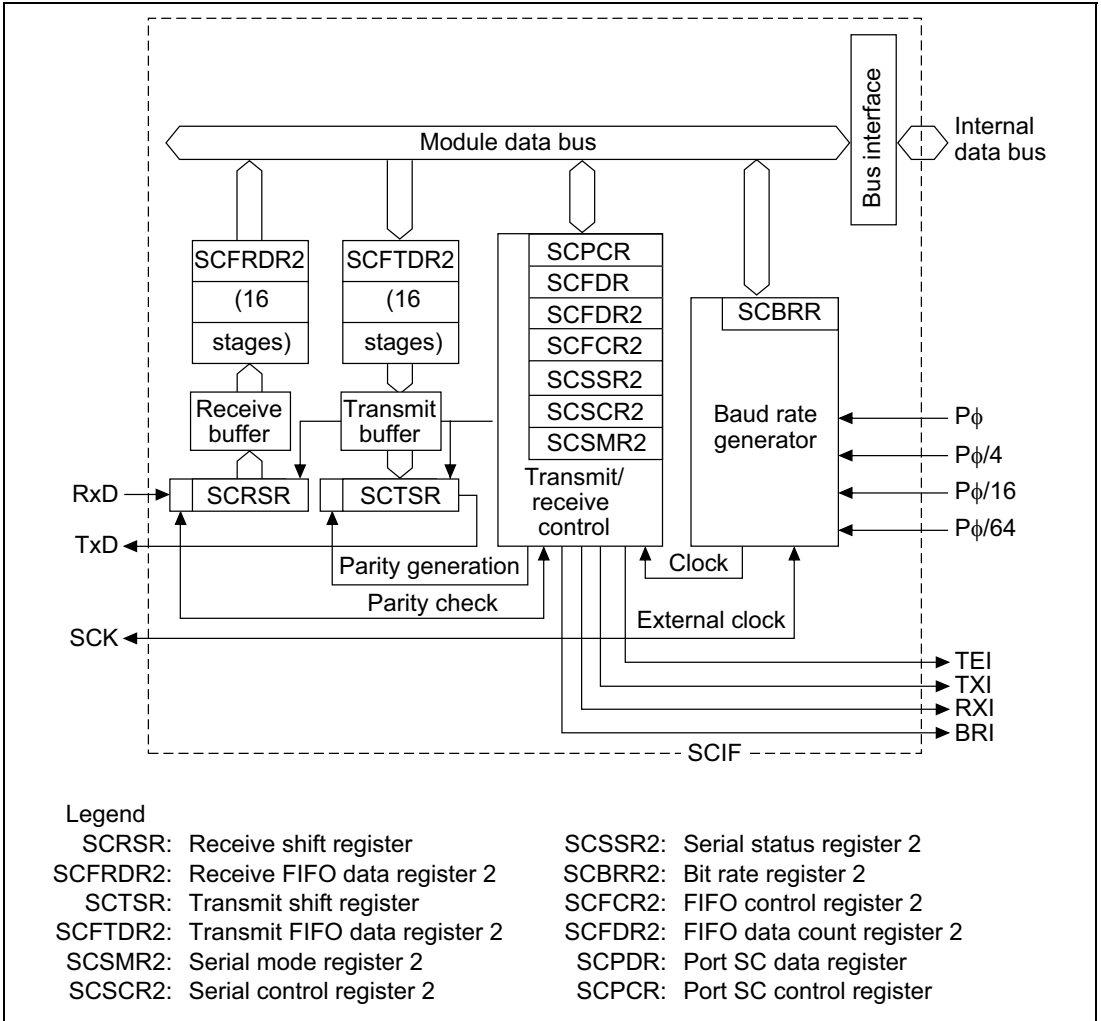 Bus interface
Internal
data bus
Module data bus
SCFRDR2
(16
stages)
SCFTDR2
(16
stages)
SCPCR
SCFDR
SCFDR2
SCFCR2
SCSSR2
SCSCR2
SCSMR2
Transmit/
receive
control
SCBRR
Baud rate
generator
Receive
buffer
Transmit
buffer
Pϕ
Pϕ/4
Pϕ/16
Pϕ/64
RxD
SCRSR
SCTSR
TxD
Parity generation
Clock
Parity check
External clock
SCK
TEI
TXI
RXI
BRI
SCIF
Legend
SCRSR: Receive shift register
SCFRDR2: Receive FIFO data register 2
SCTSR: Transmit shift register
SCFTDR2: Transmit FIFO data register 2
SCSMR2: Serial mode register 2
SCSCR2: Serial control register 2
SCSSR2: Serial status register 2
SCBRR2: Bit rate register 2
SCFCR2: FIFO control register 2
SCFDR2: FIFO data count register 2
SCPDR: Port SC data register
SCPCR: Port SC control register